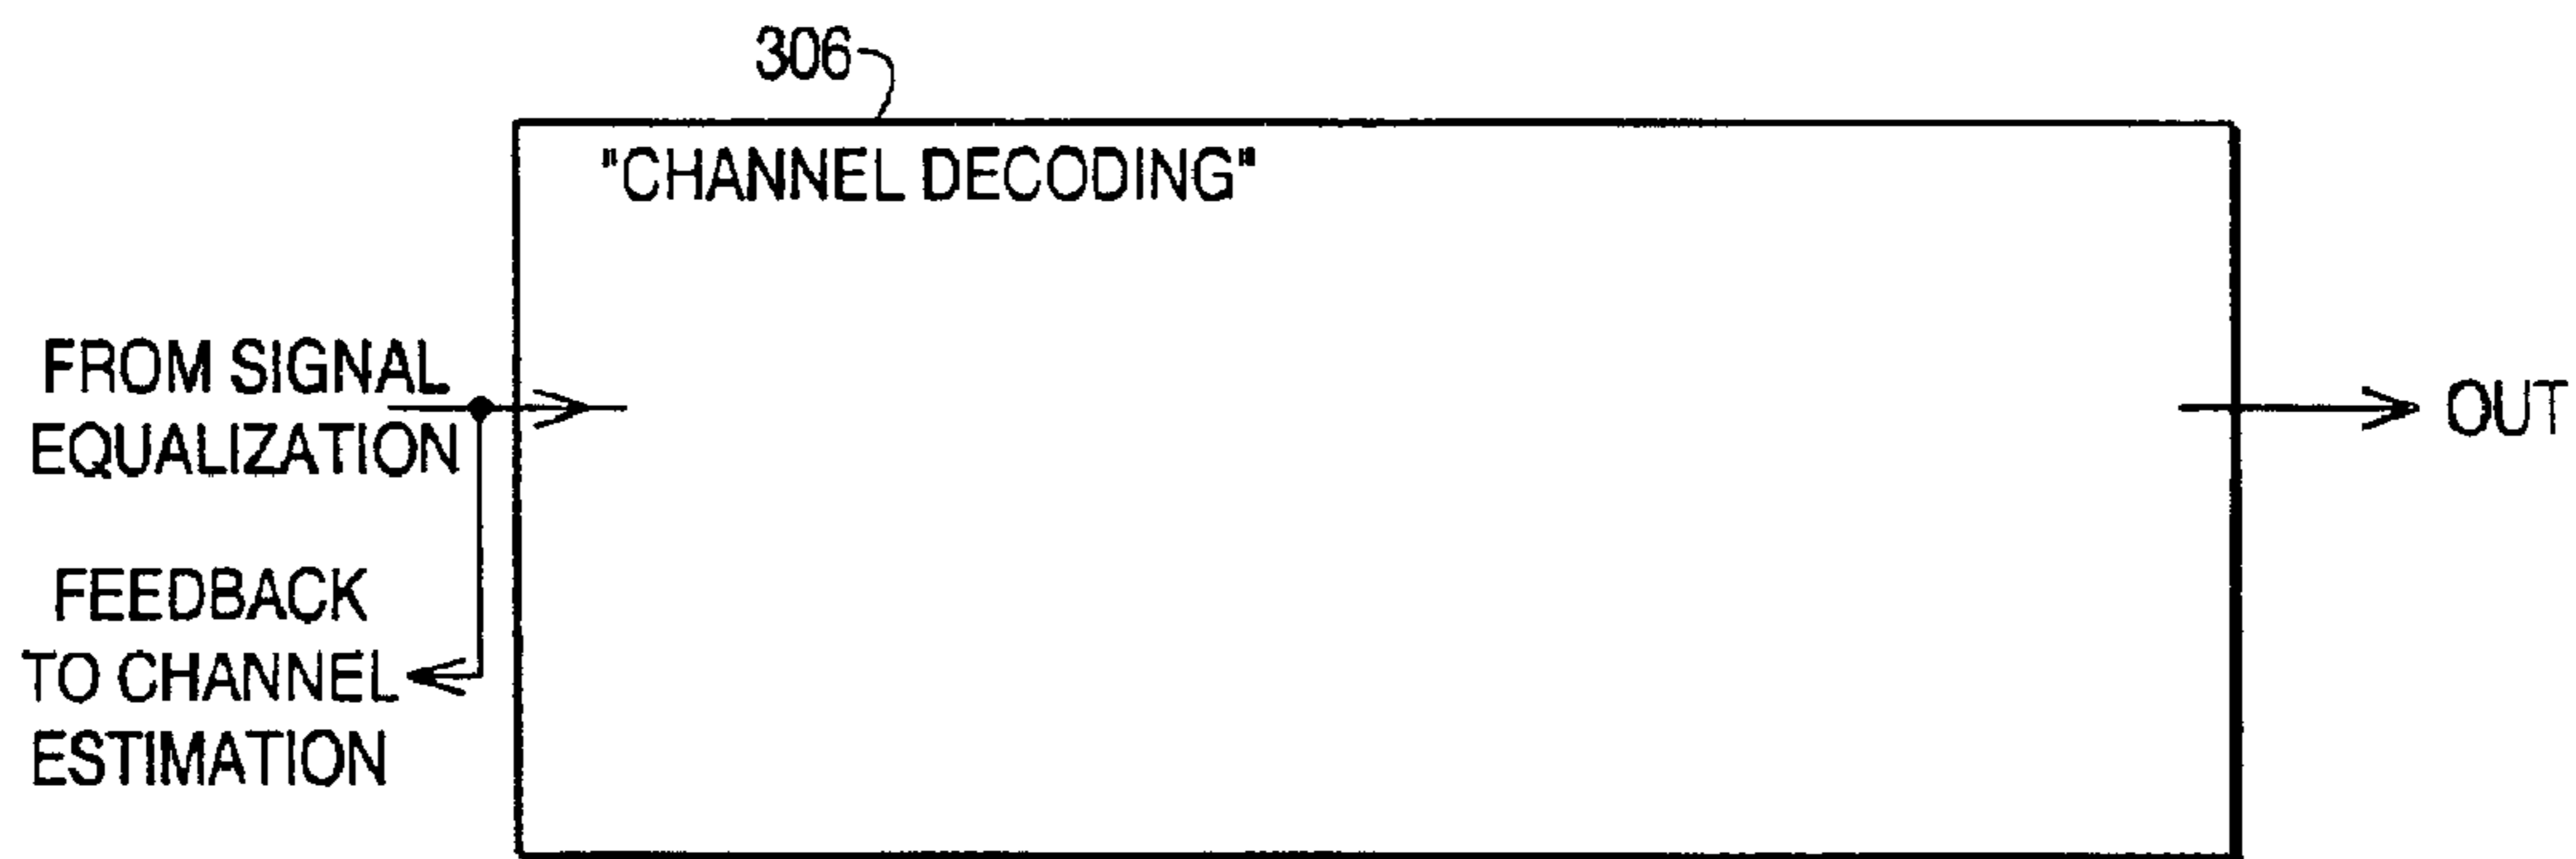 306
"CHANNEL DECODING"
FROM SIGNAL
EQUALIZATION
OUT
FEEDBACK
TO CHANNEL
ESTIMATION